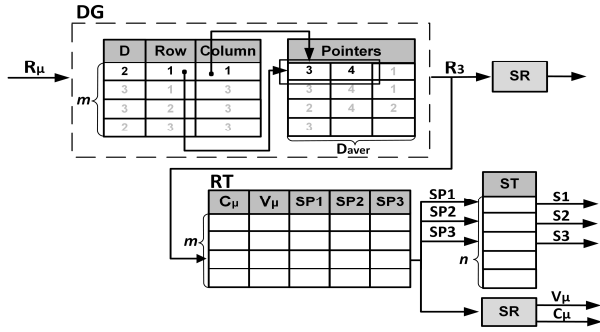 DG
D Row Column
2 1 1
3 1 3
3 2 3
2 3 3
m
Pointers
3 4 1
3 4 1
2 4 2
3
Daver
Rμ
R3
SR
RT
Cμ Vμ SP1 SP2 SP3
m
SP1
SP2
SP3
ST
n
S1
S2
S3
SR
Vμ
Cμ